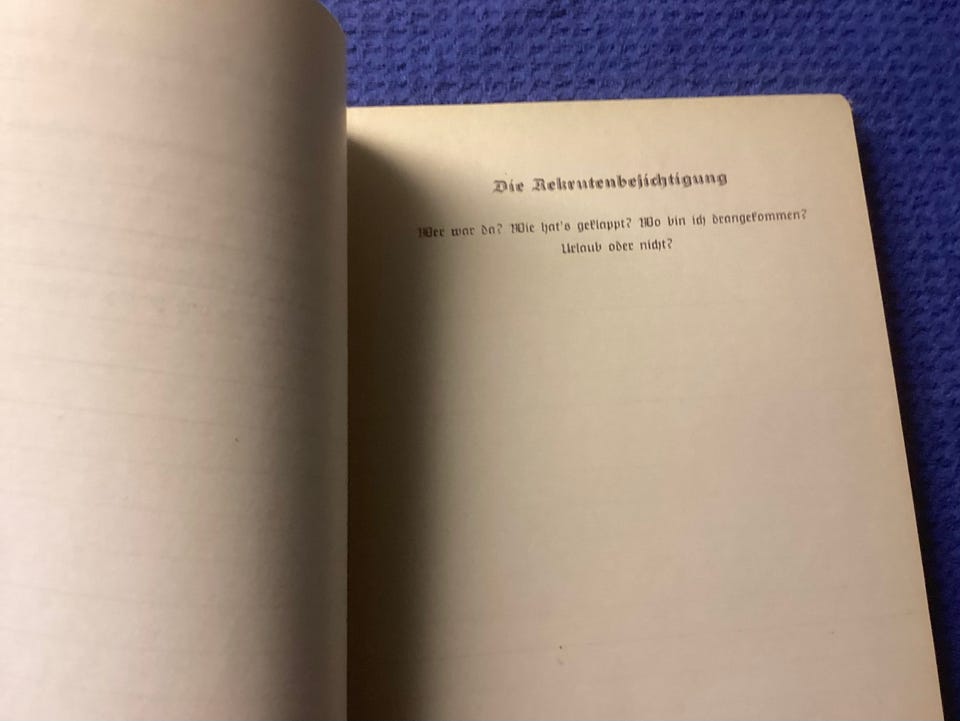 Die Rekrutenbesichtigung
Wer war da? Wie hat's geklappt? Wo bin ich drangekommen?
Urlaub oder nicht?